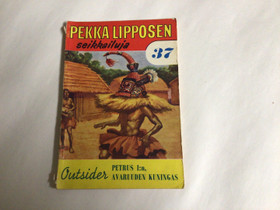 PEKKA LIPPOSEN
seikkailuja
37
Outsider
PETRUS I:n,
AVARUUDEN KUNINGAS